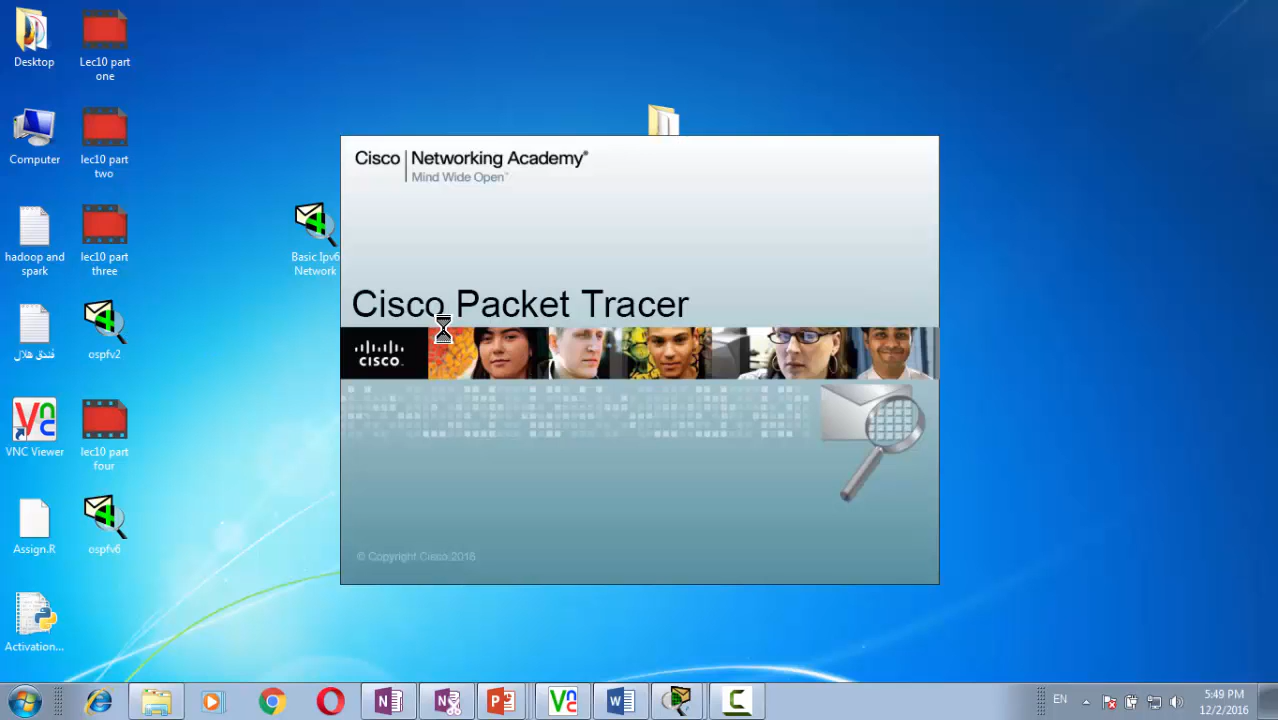 Desktop
Lec10 part
one
Computer
lec10 part
two
hadoop and
spark
lec10 part
three
Basic Ipv6
Network
فندق هلال
ospfv2
VNC Viewer
lec10 part
four
Assign.R
ospfv6
Activation...
Cisco Networking Academy®
Mind Wide Open™
Cisco Packet Tracer
CISCO.
© Copyright Cisco 2016
EN
5:49 PM
12/2/2016